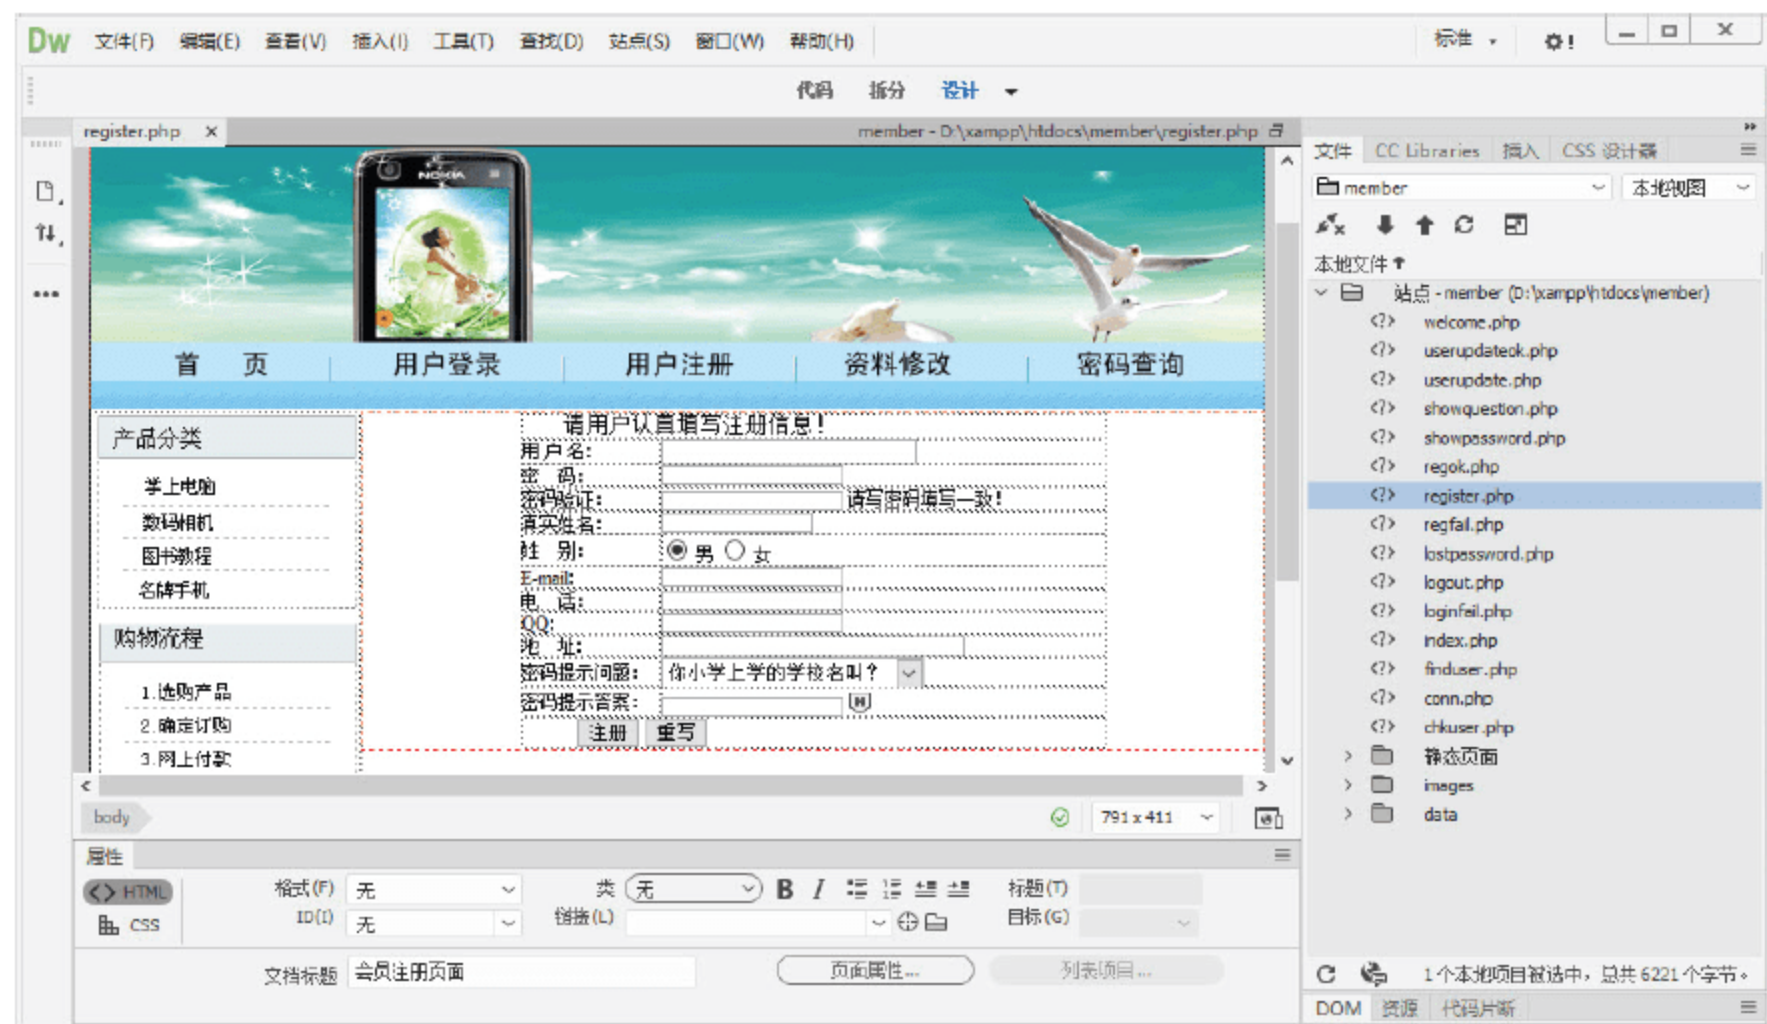 Dw 文件(F) 编辑(E) 查看(V) 插入(I) 工具(T) 查找(D) 站点(S) 窗口(W) 帮助(H) 标准
代码 拆分 设计
register.php × member - D:\xampp\htdocs\member\register.php
NOKIA
首 页 用户登录 用户注册 资料修改 密码查询
产品分类
掌上电脑
数码相机
图书教程
名牌手机
购物流程
1.选购产品
2.确定订购
3.网上付款
请用户认真填写注册信息！
用户名：
密 码：
密码验证： 请写密码填写一致！
真实姓名：
性 别： 男 女
E-mail:
电 话：
QQ:
地 址：
密码提示问题： 你小学上学的学校名叫？
密码提示答案：
注册 重写
body 791 x 411
属性
<> HTML 格式(F) 无 类 无 B I 标题(T)
CSS ID(I) 无 链接(L) 目标(G)
文档标题 会员注册页面 页面属性... 列表项目...
文件 CC Libraries 插入 CSS 设计器
member 本地视图
本地文件
站点 - member (D:\xampp\htdocs\member)
welcome.php
userupdateok.php
userupdate.php
showquestion.php
showpassword.php
regok.php
register.php
regfail.php
lostpassword.php
logout.php
loginfail.php
index.php
finduser.php
conn.php
chkuser.php
静态页面
images
data
1个本地项目被选中，总共 6221 个字节。
DOM 资源 代码片断